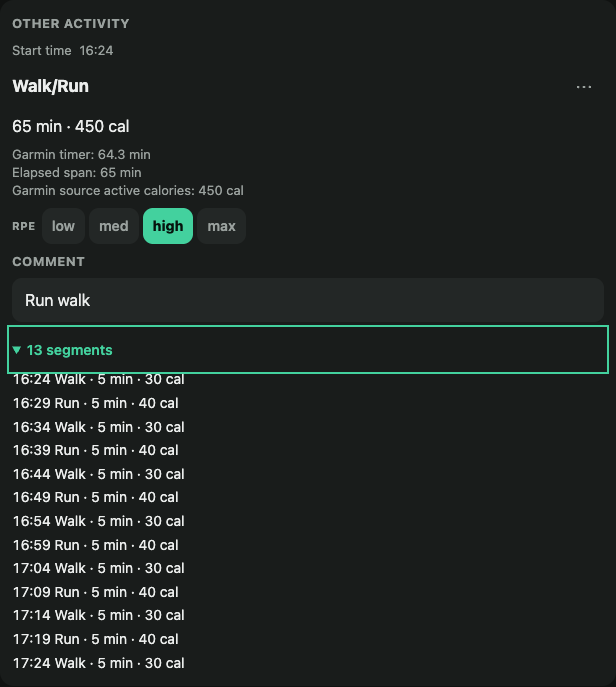 OTHER ACTIVITY
Start time 16:24
Walk/Run
...
65 min · 450 cal
Garmin timer: 64.3 min
Elapsed span: 65 min
Garmin source active calories: 450 cal
RPE low med high max
COMMENT
Run walk
▼ 13 segments
16:24 Walk · 5 min · 30 cal
16:29 Run · 5 min · 40 cal
16:34 Walk · 5 min · 30 cal
16:39 Run · 5 min · 40 cal
16:44 Walk · 5 min · 30 cal
16:49 Run · 5 min · 40 cal
16:54 Walk · 5 min · 30 cal
16:59 Run · 5 min · 40 cal
17:04 Walk · 5 min · 30 cal
17:09 Run · 5 min · 40 cal
17:14 Walk · 5 min · 30 cal
17:19 Run · 5 min · 40 cal
17:24 Walk · 5 min · 30 cal